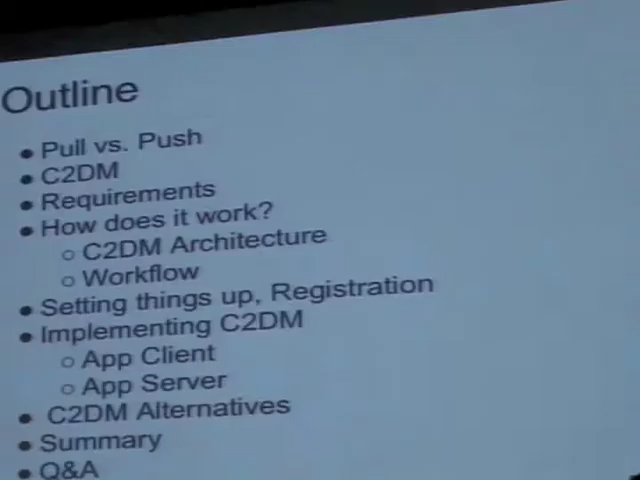 Outline
● Pull vs. Push
● C2DM
● Requirements
● How does it work?
○ C2DM Architecture
○ Workflow
● Setting things up, Registration
● Implementing C2DM
○ App Client
○ App Server
● C2DM Alternatives
● Summary
● Q&A